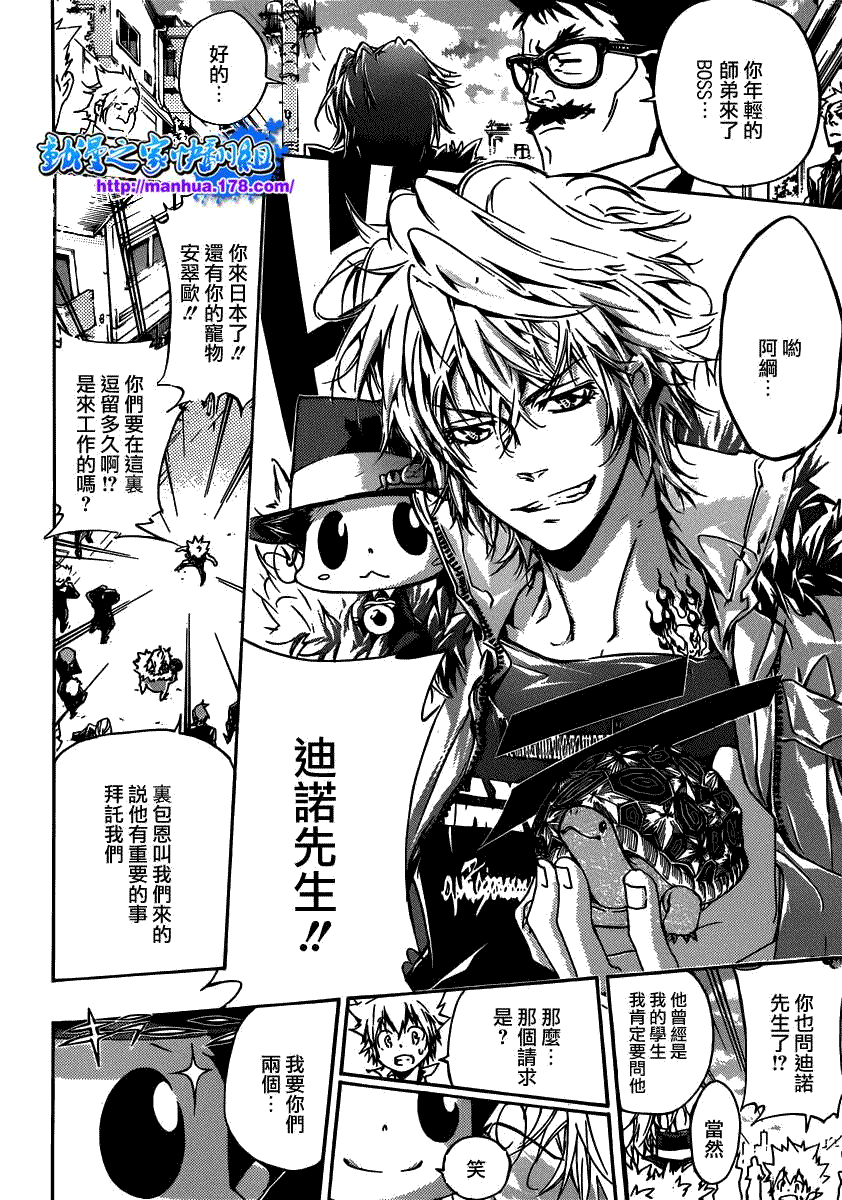 你年輕的
師弟來了
BOSS…
好的…
動漫之家快翻組
http://manhua.178.com/
喲
阿綱…
你來日本了!!
還有你的寵物
安翠歐!!
你們要在這裏
逗留多久啊!?
是來工作的嗎?
迪諾先生!!
裏包恩叫我們來的
說他有重要的事
拜託我們
你也問迪諾
先生了!?
他曾經是
我的學生
我肯定要問他
當然
那麼…
那個請求
是?
笑
我要你們
兩個…